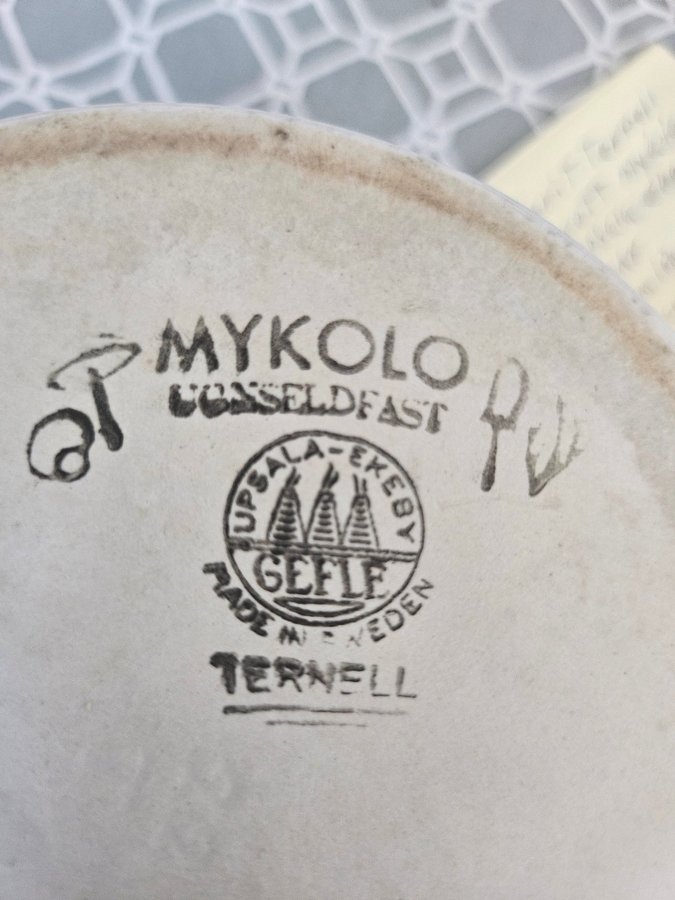 MYKOLO
UGNSELDFAST
UPSALA-EKEBY
GEFLE
MADE IN SWEDEN
TERNELL